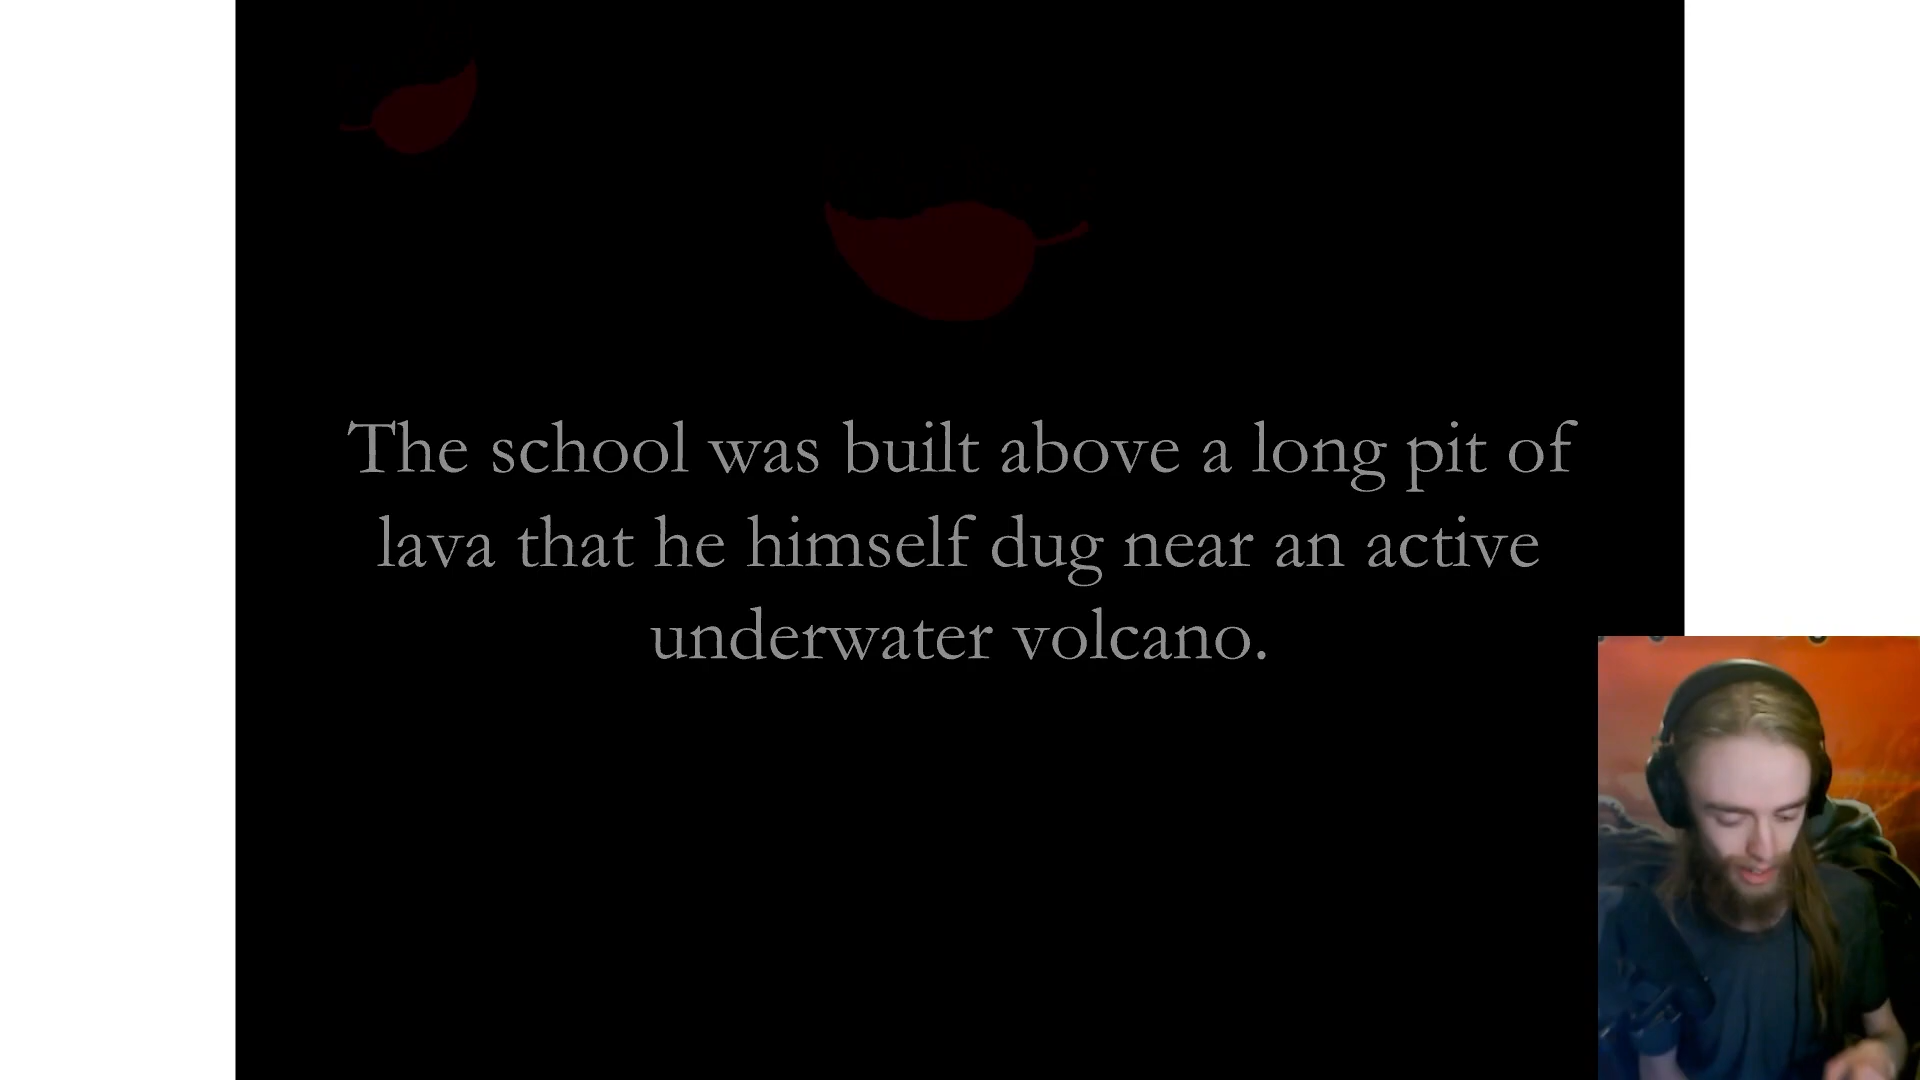 The school was built above a long pit of
lava that he himself dug near an active
underwater volcano.